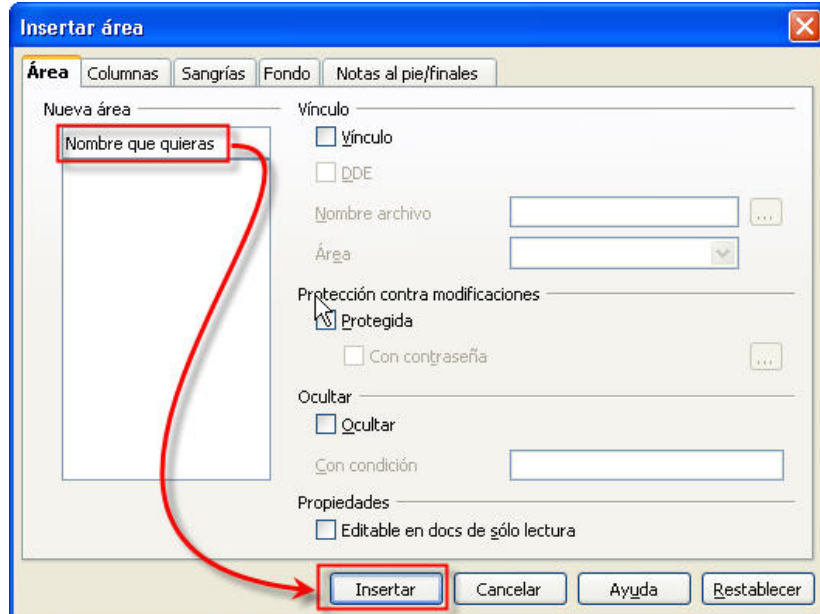 Insertar área
Área Columnas Sangrías Fondo Notas al pie/finales
Nueva área
Nombre que quieras
Vínculo
Vínculo
DDE
Nombre archivo
...
Área
Protección contra modificaciones
Protegida
Con contraseña
...
Ocultar
Ocultar
Con condición
Propiedades
Editable en docs de sólo lectura
Insertar Cancelar Ayuda Restablecer